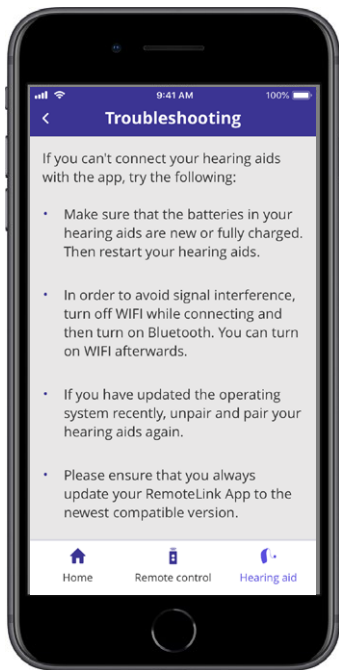 9:41 AM
100%
Troubleshooting
If you can't connect your hearing aids
with the app, try the following:
• Make sure that the batteries in your
hearing aids are new or fully charged.
Then restart your hearing aids.
• In order to avoid signal interference,
turn off WIFI while connecting and
then turn on Bluetooth. You can turn
on WIFI afterwards.
• If you have updated the operating
system recently, unpair and pair your
hearing aids again.
• Please ensure that you always
update your RemoteLink App to the
newest compatible version.
Home Remote control Hearing aid